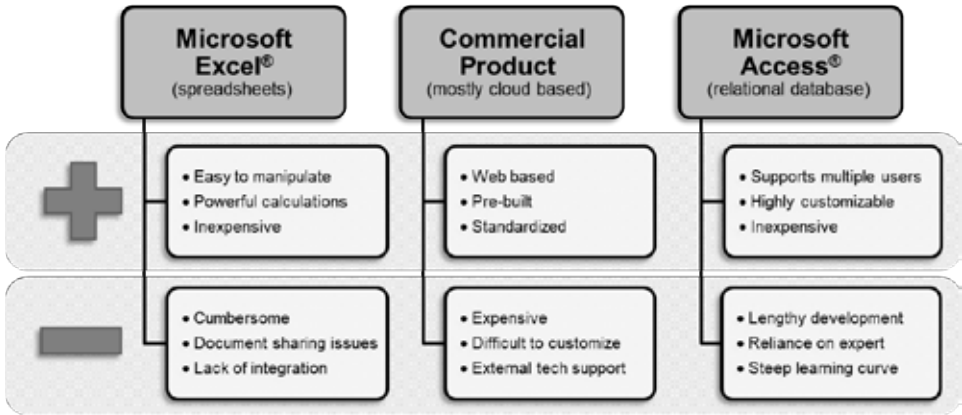 Microsoft
Excel®
(spreadsheets)
Commercial
Product
(mostly cloud based)
Microsoft
Access®
(relational database)
• Easy to manipulate
• Powerful calculations
• Inexpensive
• Web based
• Pre-built
• Standardized
• Supports multiple users
• Highly customizable
• Inexpensive
• Cumbersome
• Document sharing issues
• Lack of integration
• Expensive
• Difficult to customize
• External tech support
• Lengthy development
• Reliance on expert
• Steep learning curve